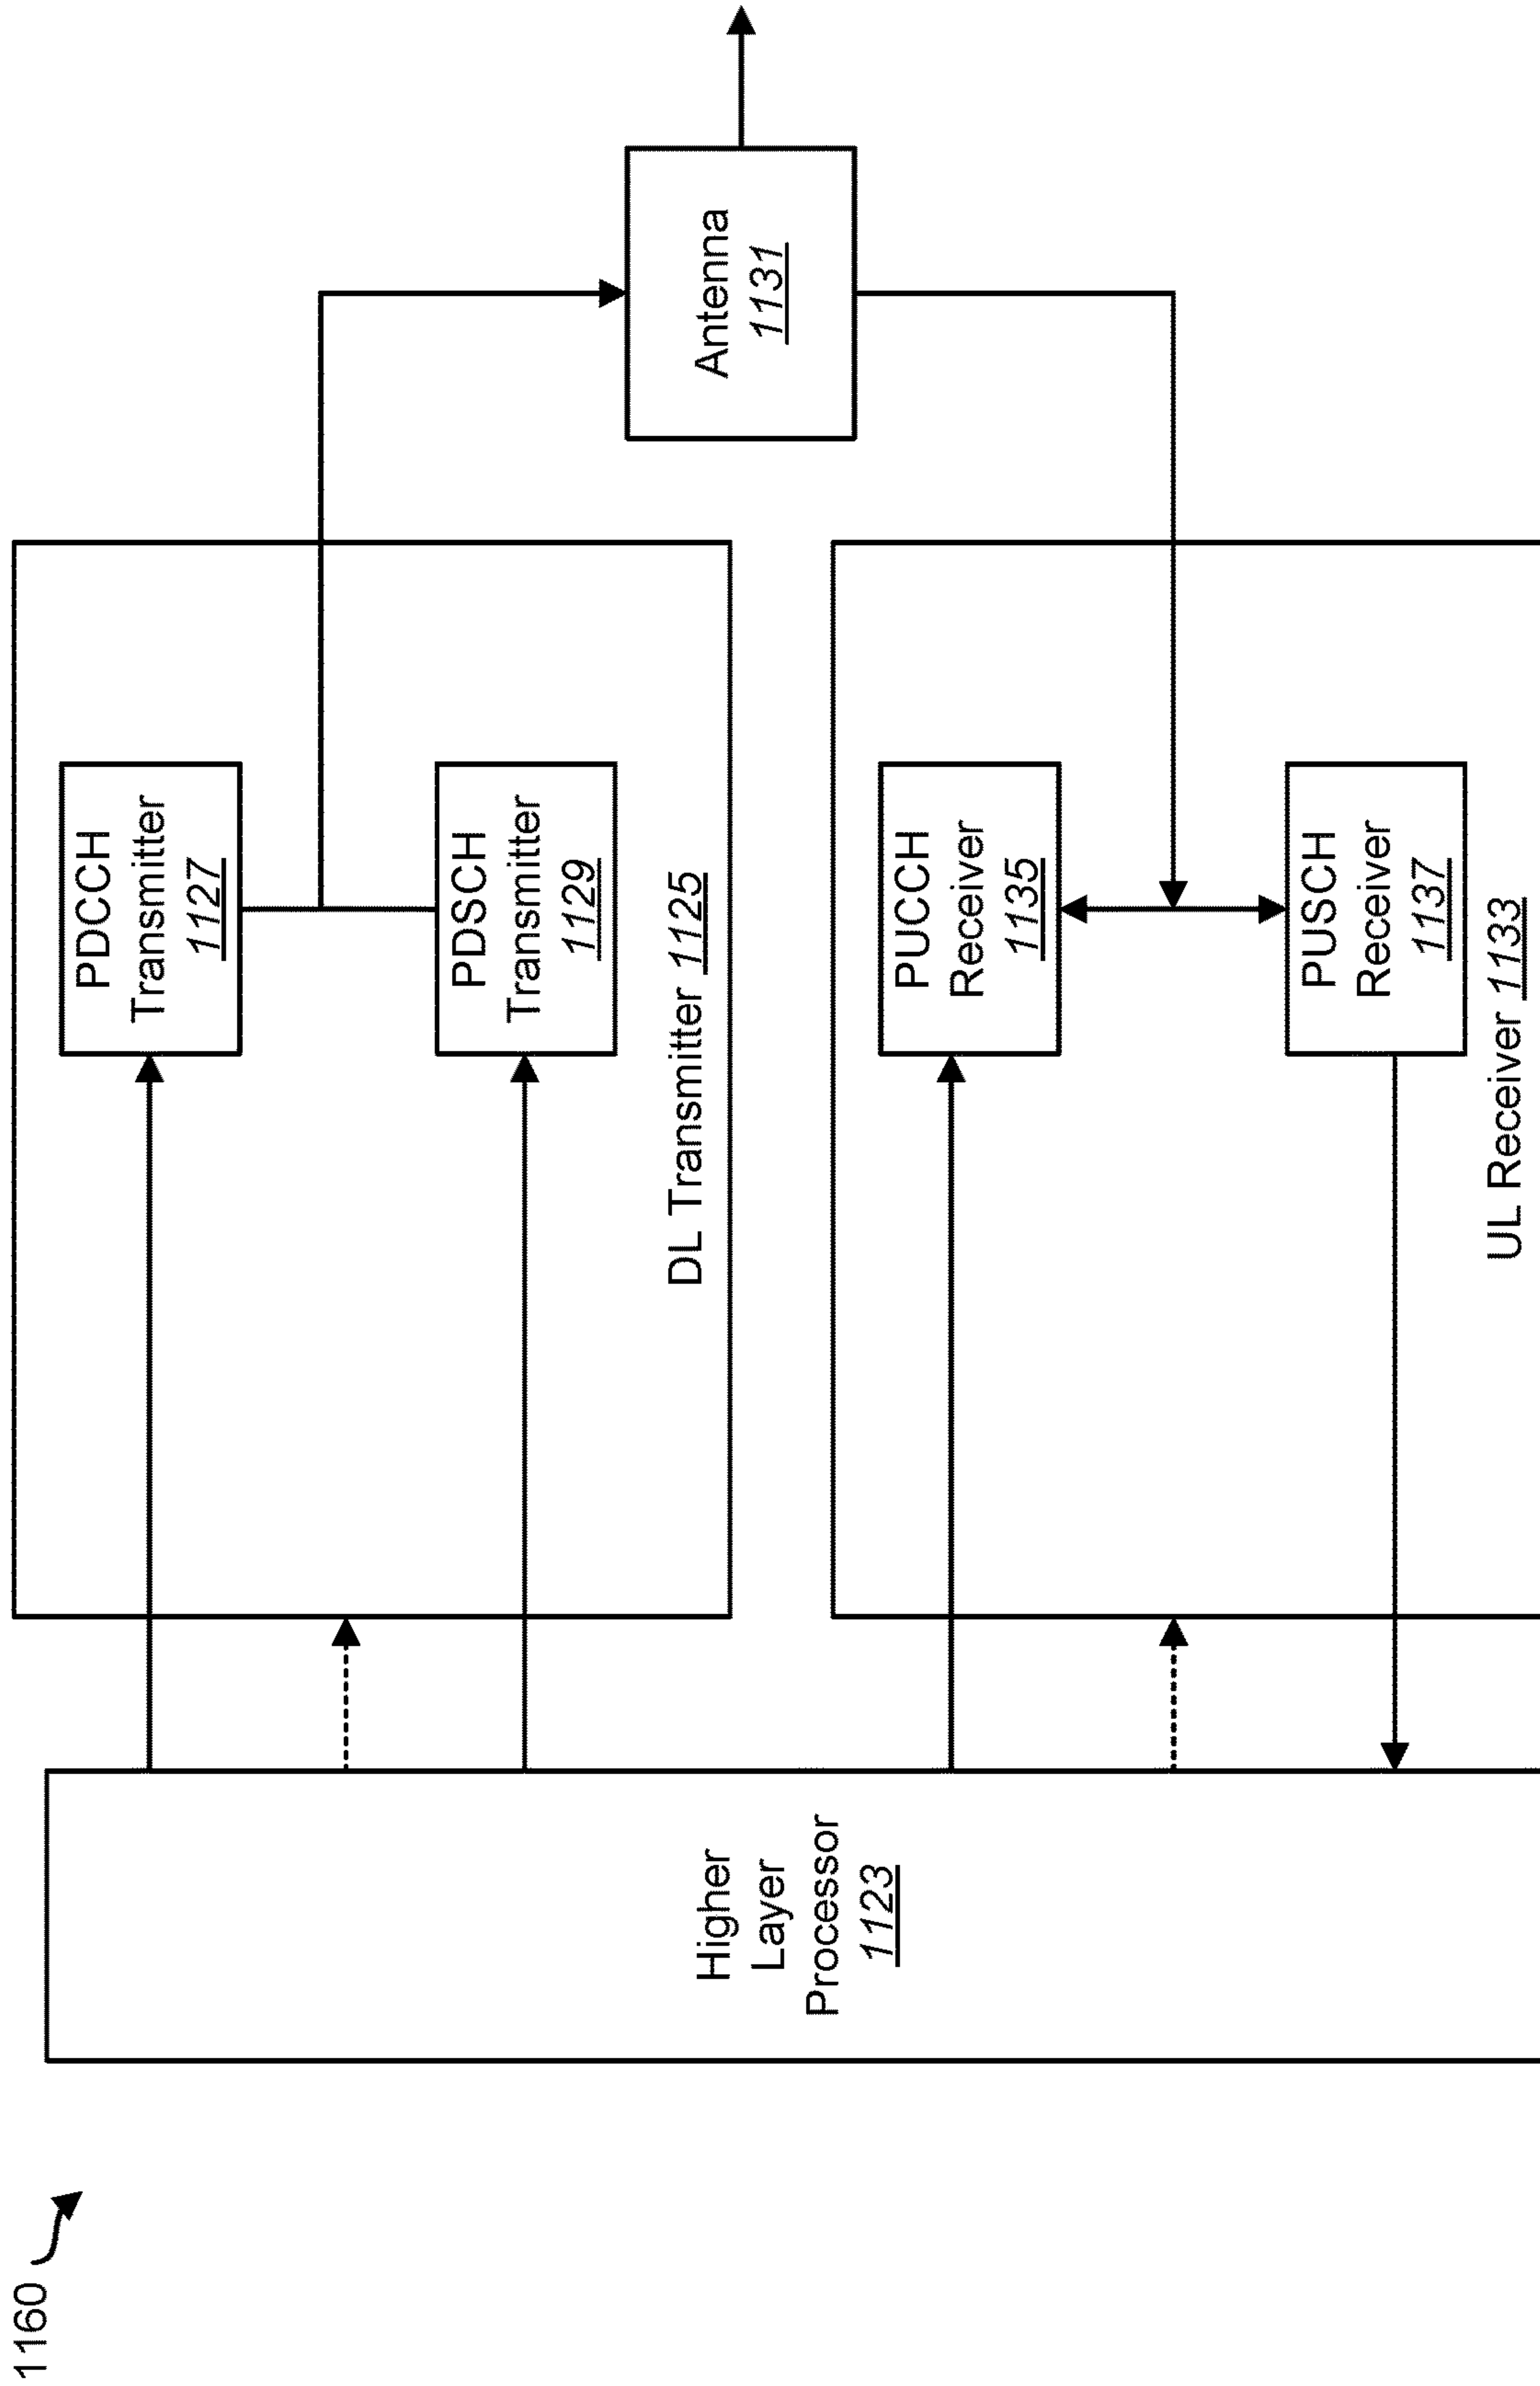 1160
Higher
Layer
Processor
1123
PDCCH
Transmitter
1127
PDSCH
Transmitter
1129
DL Transmitter 1125
PUCCH
Receiver
1135
PUSCH
Receiver
1137
UL Receiver 1133
Antenna
1131